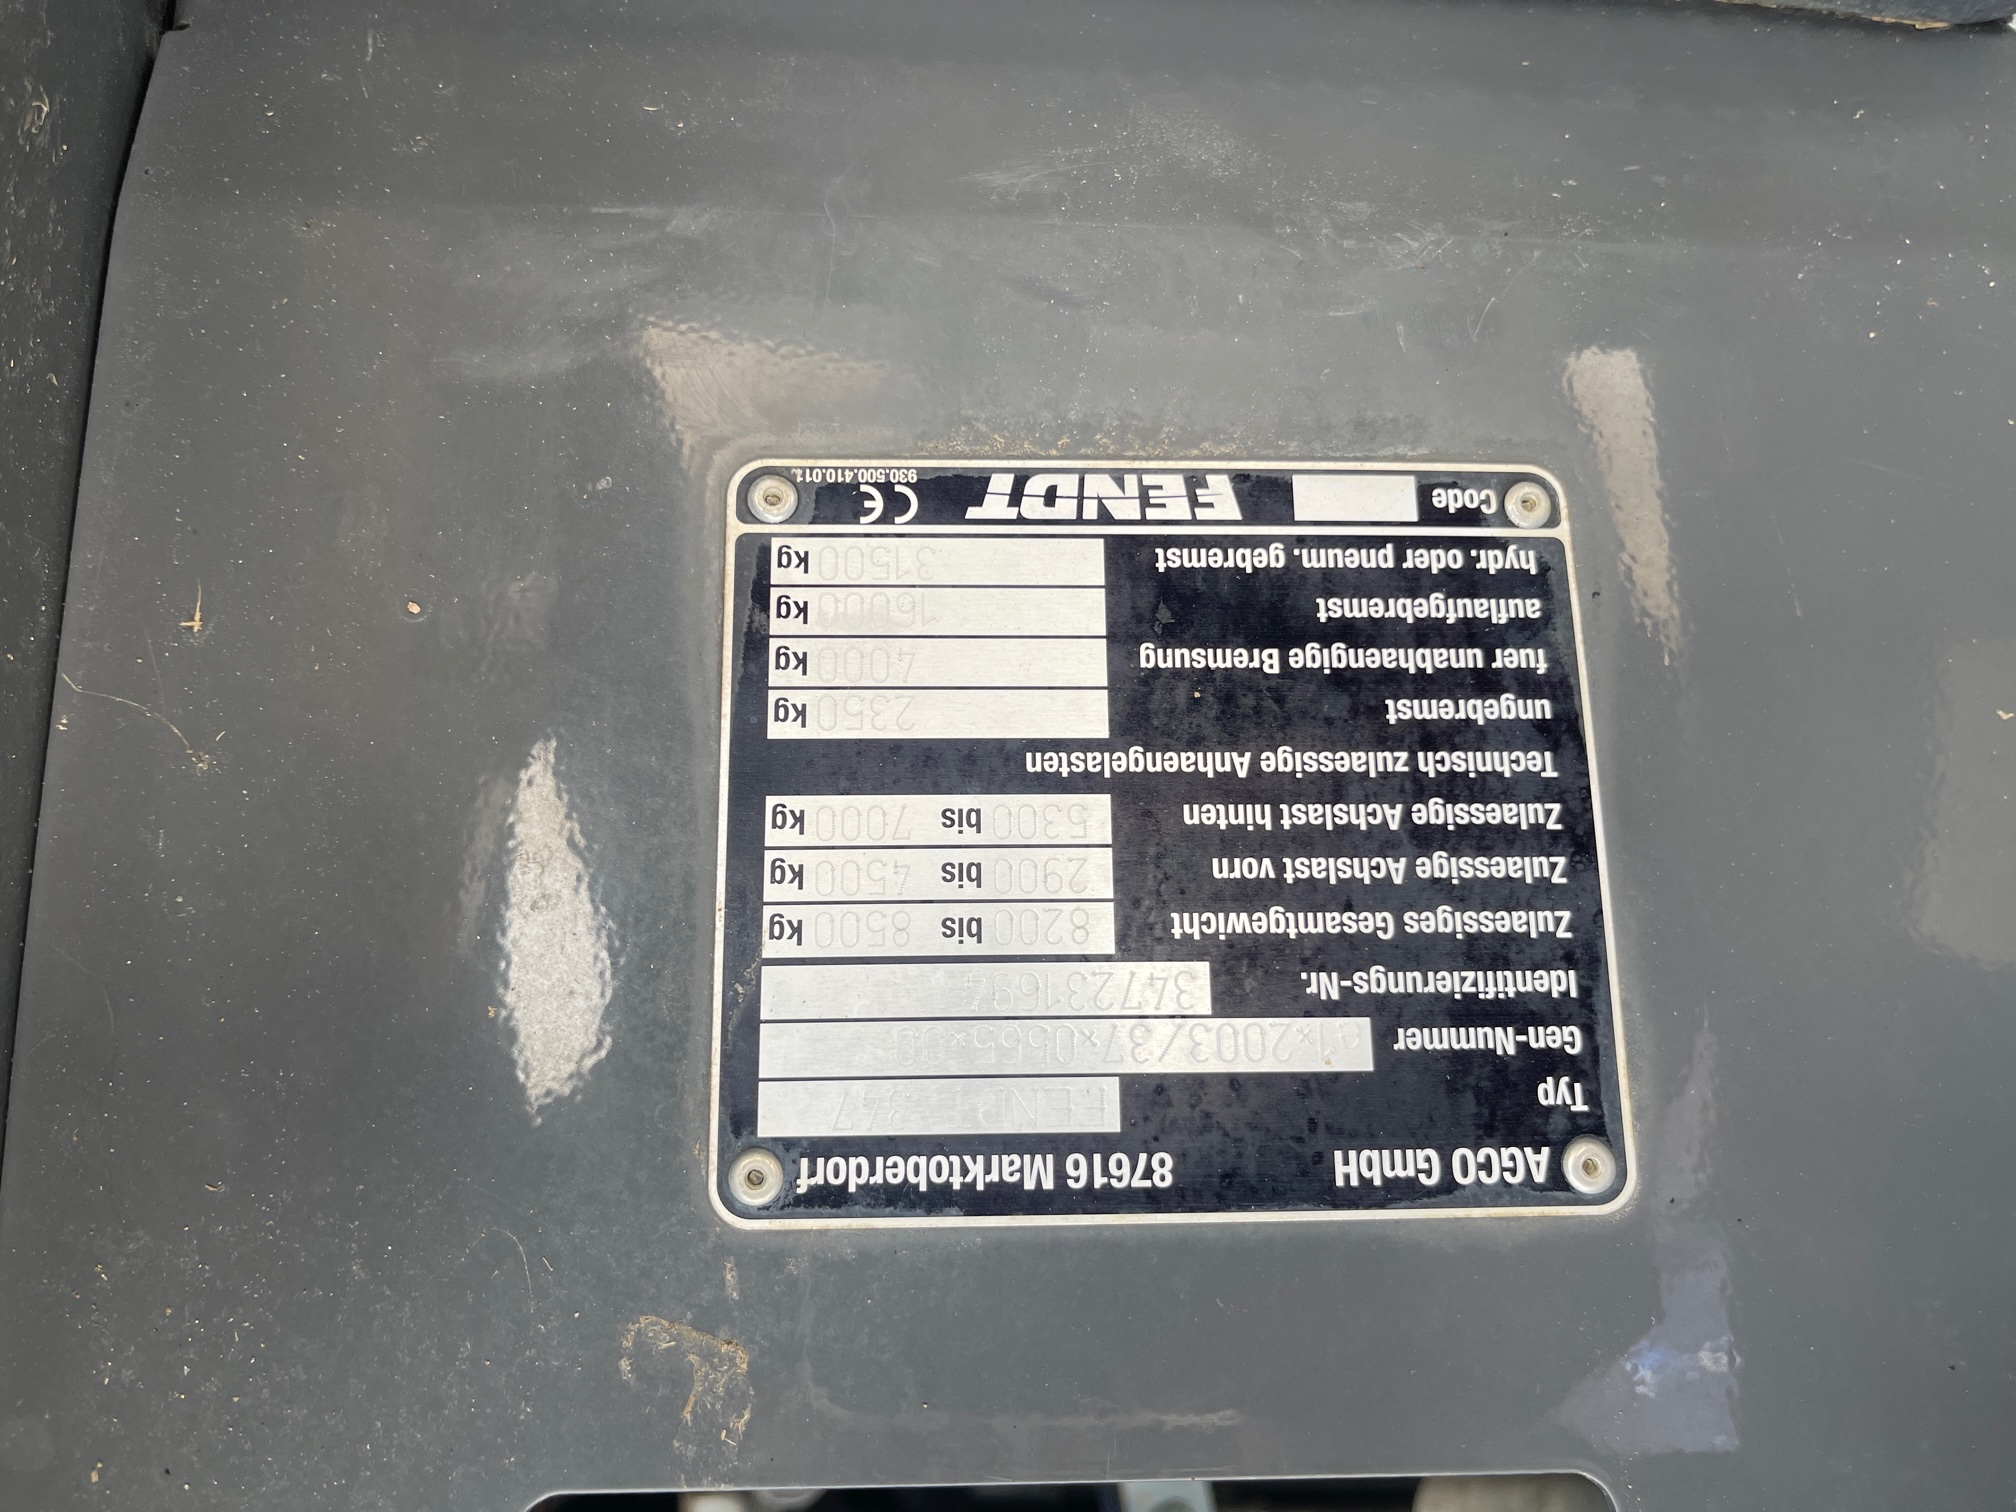 AGCO GmbH 87616 Marktoberdorf
Typ FENDT 347
Gen-Nummer e1*2003/37*0565*00
Identifizierungs-Nr. 347231694
Zulaessiges Gesamtgewicht 8200 bis 8500 kg
Zulaessige Achslast vorn 2900 bis 4500 kg
Zulaessige Achslast hinten 5300 bis 7000 kg
Technisch zulaessige Anhaengelasten
ungebremst 2350 kg
fuer unabhaengige Bremsung 4000 kg
auflaufgebremst 16000 kg
hydr. oder pneum. gebremst 31500 kg
Code FENDT CE
930.500.410.011